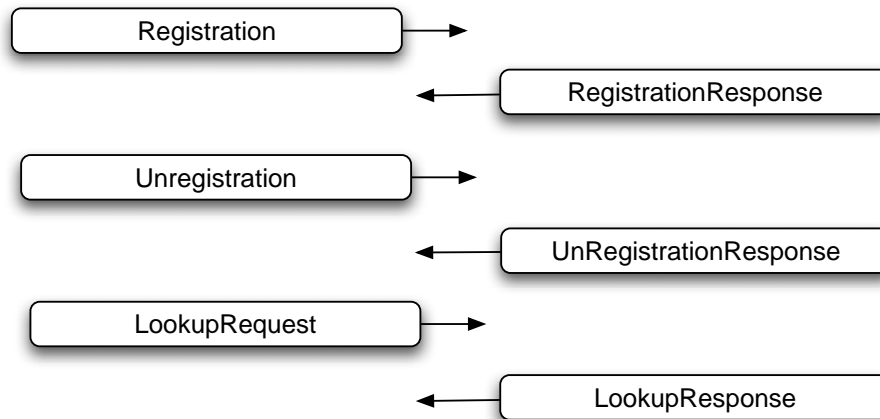 Registration
RegistrationResponse
Unregistration
UnRegistrationResponse
LookupRequest
LookupResponse